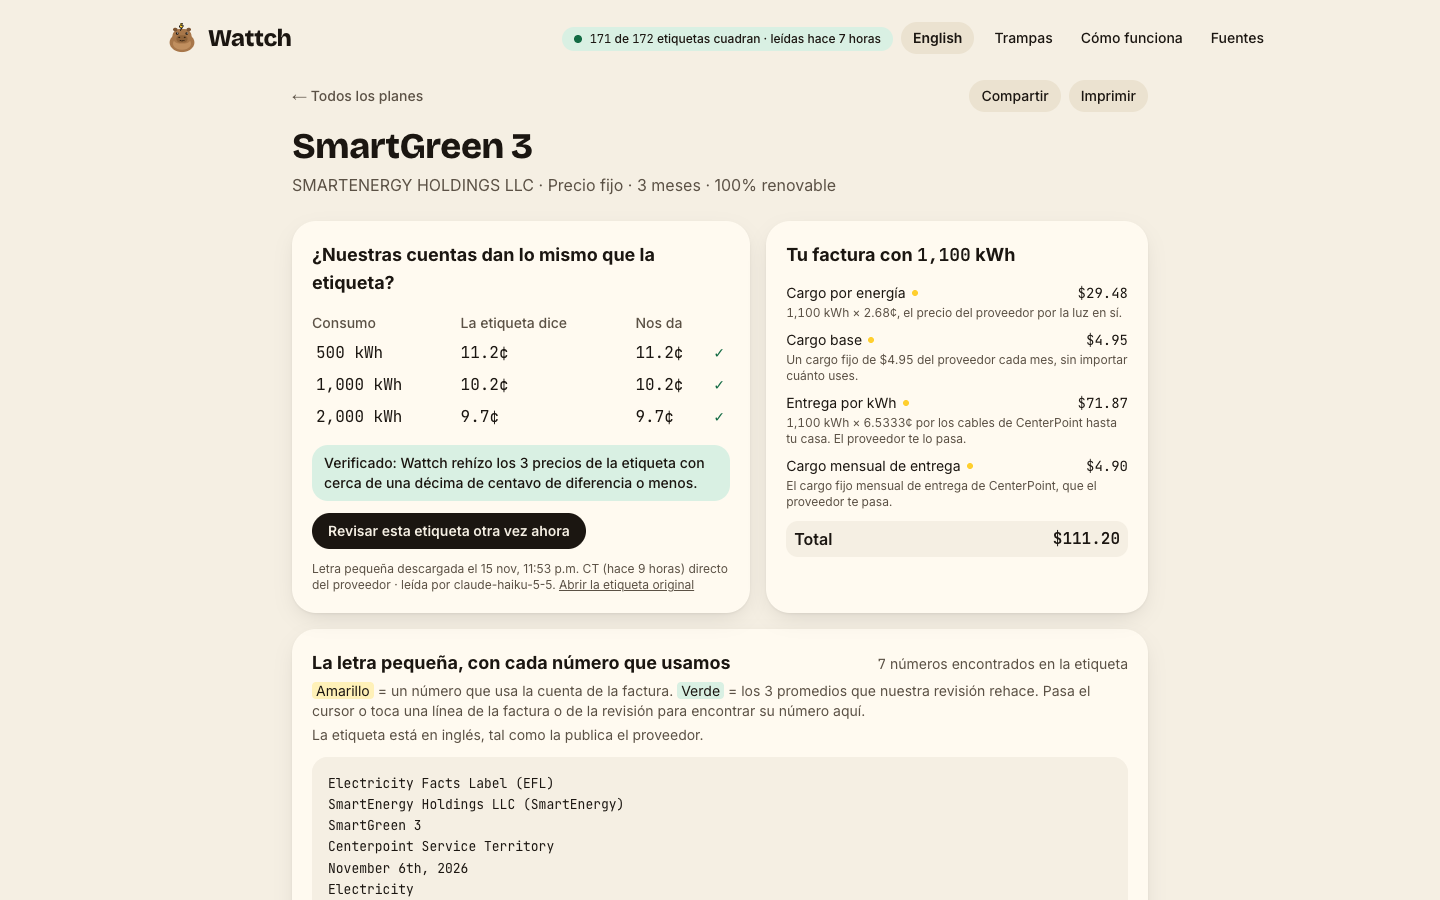 Wattch
171 de 172 etiquetas cuadran · leídas hace 7 horas
English
Trampas
Cómo funciona
Fuentes
← Todos los planes
Compartir
Imprimir
SmartGreen 3
SMARTENERGY HOLDINGS LLC · Precio fijo · 3 meses · 100% renovable
¿Nuestras cuentas dan lo mismo que la
etiqueta?
Consumo La etiqueta dice Nos da
500 kWh 11.2¢ 11.2¢ ✓
1,000 kWh 10.2¢ 10.2¢ ✓
2,000 kWh 9.7¢ 9.7¢ ✓
Verificado: Wattch rehízo los 3 precios de la etiqueta con
cerca de una décima de centavo de diferencia o menos.
Revisar esta etiqueta otra vez ahora
Letra pequeña descargada el 15 nov, 11:53 p.m. CT (hace 9 horas) directo
del proveedor · leída por claude-haiku-5-5. Abrir la etiqueta original
Tu factura con 1,100 kWh
Cargo por energía $29.48
1,100 kWh × 2.68¢, el precio del proveedor por la luz en sí.
Cargo base $4.95
Un cargo fijo de $4.95 del proveedor cada mes, sin importar
cuánto uses.
Entrega por kWh $71.87
1,100 kWh × 6.5333¢ por los cables de CenterPoint hasta
tu casa. El proveedor te lo pasa.
Cargo mensual de entrega $4.90
El cargo fijo mensual de entrega de CenterPoint, que el
proveedor te pasa.
Total $111.20
La letra pequeña, con cada número que usamos
7 números encontrados en la etiqueta
Amarillo = un número que usa la cuenta de la factura. Verde = los 3 promedios que nuestra revisión rehace. Pasa el
cursor o toca una línea de la factura o de la revisión para encontrar su número aquí.
La etiqueta está en inglés, tal como la publica el proveedor.
Electricity Facts Label (EFL)
SmartEnergy Holdings LLC (SmartEnergy)
SmartGreen 3
Centerpoint Service Territory
November 6th, 2026
Electricity